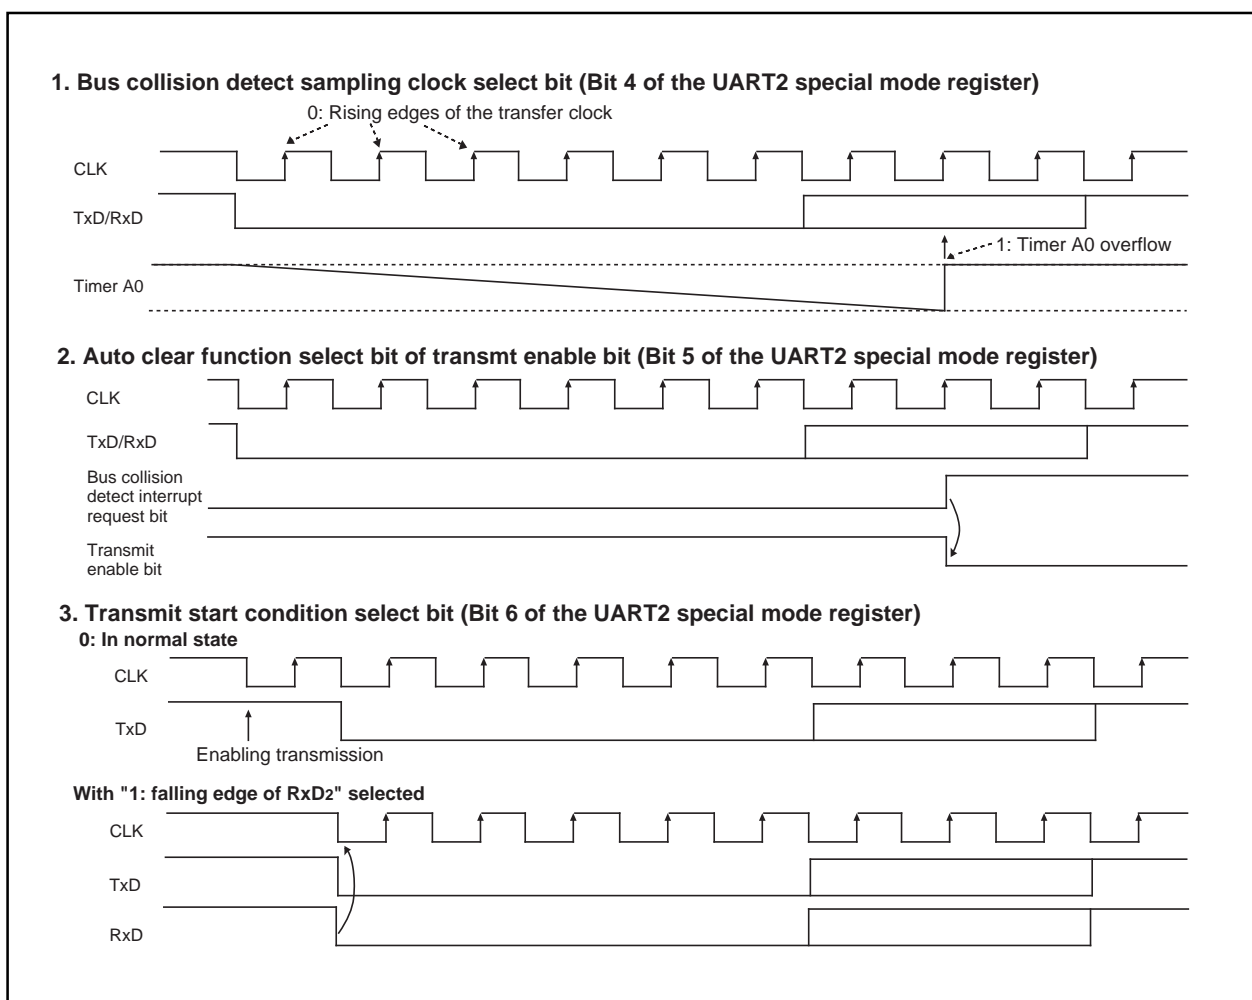 1. Bus collision detect sampling clock select bit (Bit 4 of the UART2 special mode register)
0: Rising edges of the transfer clock
CLK
TxD/RxD
1: Timer A0 overflow
Timer A0
2. Auto clear function select bit of transmt enable bit (Bit 5 of the UART2 special mode register)
CLK
TxD/RxD
Bus collision
detect interrupt
request bit
Transmit
enable bit
3. Transmit start condition select bit (Bit 6 of the UART2 special mode register)
0: In normal state
CLK
TxD
Enabling transmission
With "1: falling edge of RxD2" selected
CLK
TxD
RxD